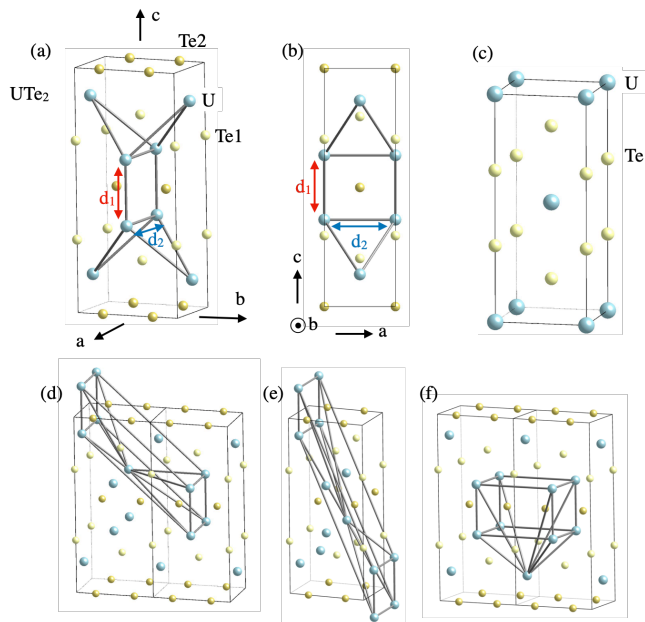 c
(a)
Te2
(b)
(c)
UTe₂
U
U
Te1
Te
d₁
d₁
d₂
d₂
c
b
a
b
a
(d)
(e)
(f)